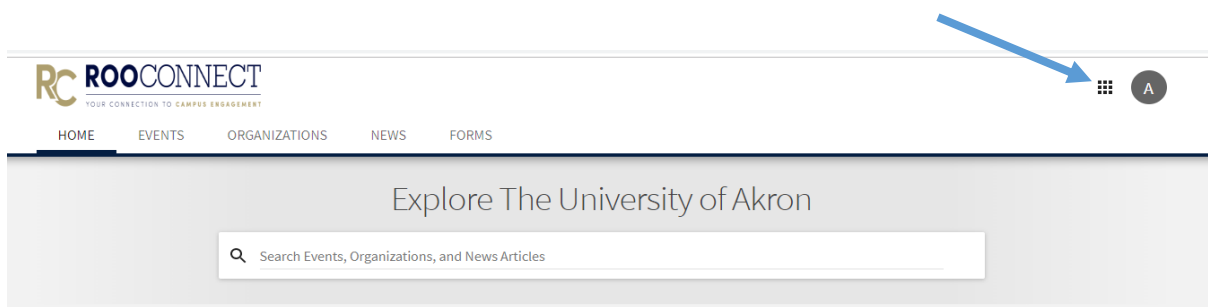 RC ROOCONNECT
YOUR CONNECTION TO CAMPUS ENGAGEMENT
A
HOME EVENTS ORGANIZATIONS NEWS FORMS
Explore The University of Akron
Search Events, Organizations, and News Articles